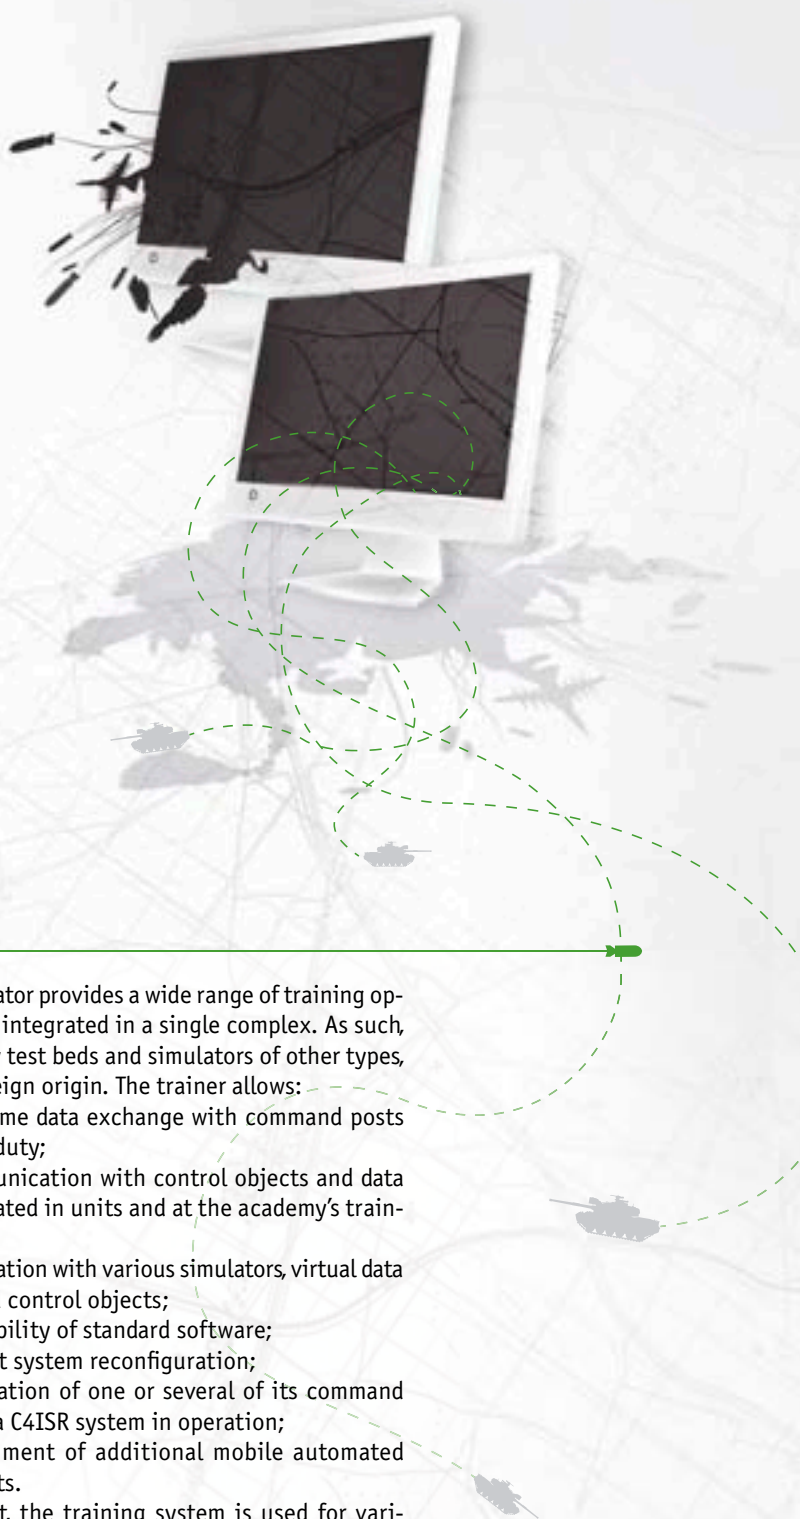 ator provides a wide range of training op-
integrated in a single complex. As such,
test beds and simulators of other types,
eign origin. The trainer allows:
me data exchange with command posts
duty;
unication with control objects and data
ated in units and at the academy's train-
ation with various simulators, virtual data
control objects;
bility of standard software;
t system reconfiguration;
ation of one or several of its command
a C4ISR system in operation;
ment of additional mobile automated
ts.
t, the training system is used for vari-